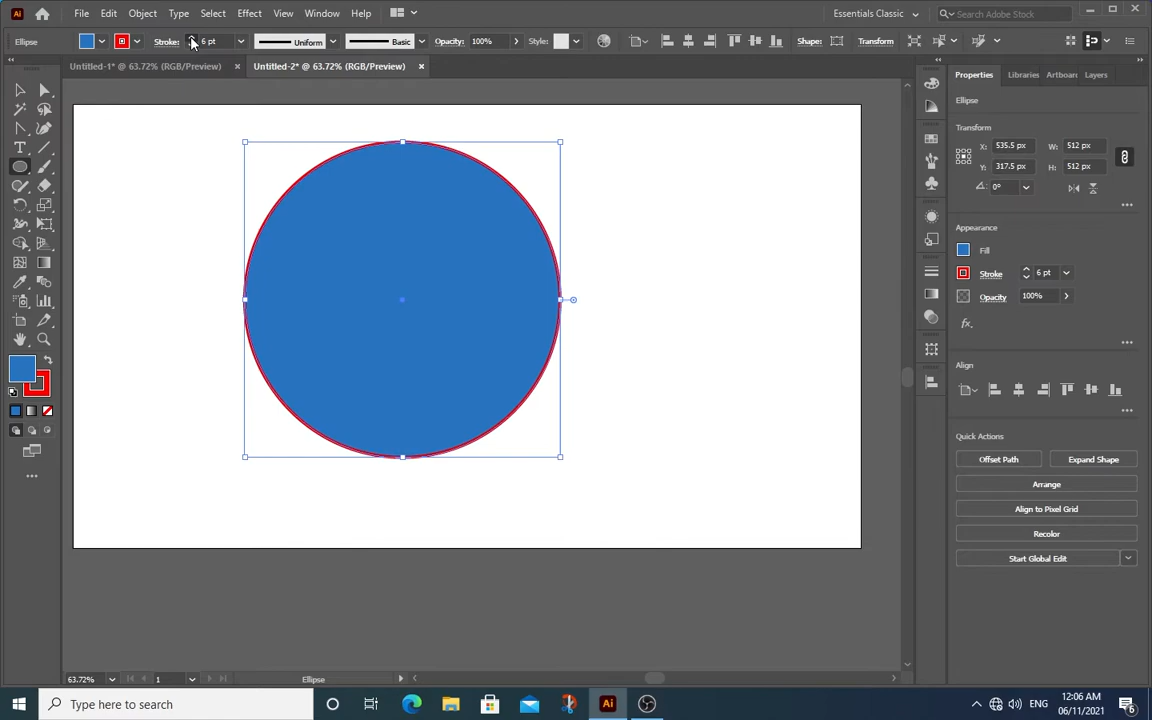 Ai File Edit Object Type Select Effect View Window Help Essentials Classic Search Adobe Stock
Ellipse Stroke: 6 pt Uniform Basic Opacity: 100% Style: Shape: Transform
Untitled-1* @ 63.72% (RGB/Preview) × Untitled-2* @ 63.72% (RGB/Preview) ×
Properties Libraries Artboar Layers
Ellipse
Transform
X: 535.5 px W: 512 px
Y: 317.5 px H: 512 px
0°
Appearance
Fill
Stroke 6 pt
Opacity 100%
fx.
Align
Quick Actions
Offset Path Expand Shape
Arrange
Align to Pixel Grid
Recolor
Start Global Edit
63.72% 1 Ellipse
Type here to search Ai ENG 12:06 AM
06/11/2021 6